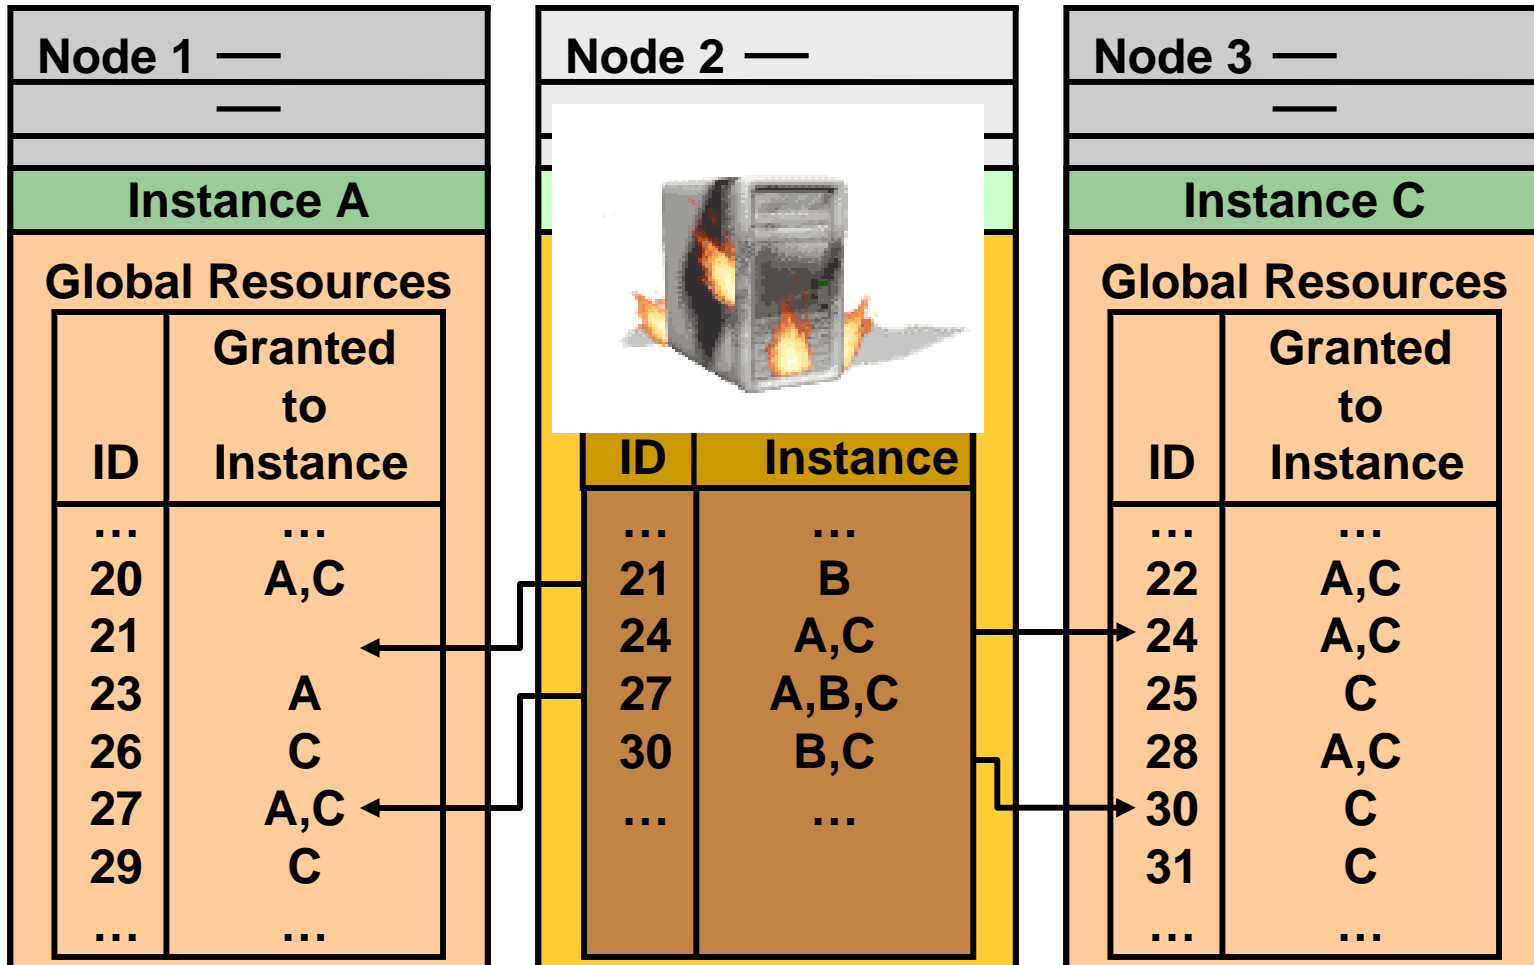 Node 1 —
—
Instance A
Global Resources
Granted
to
ID Instance
... ...
20 A,C
21
23 A
26 C
27 A,C
29 C
... ...
Node 2 —
ID Instance
... ...
21 B
24 A,C
27 A,B,C
30 B,C
... ...
Node 3 —
—
Instance C
Global Resources
Granted
to
ID Instance
... ...
22 A,C
24 A,C
25 C
28 A,C
30 C
31 C
... ...